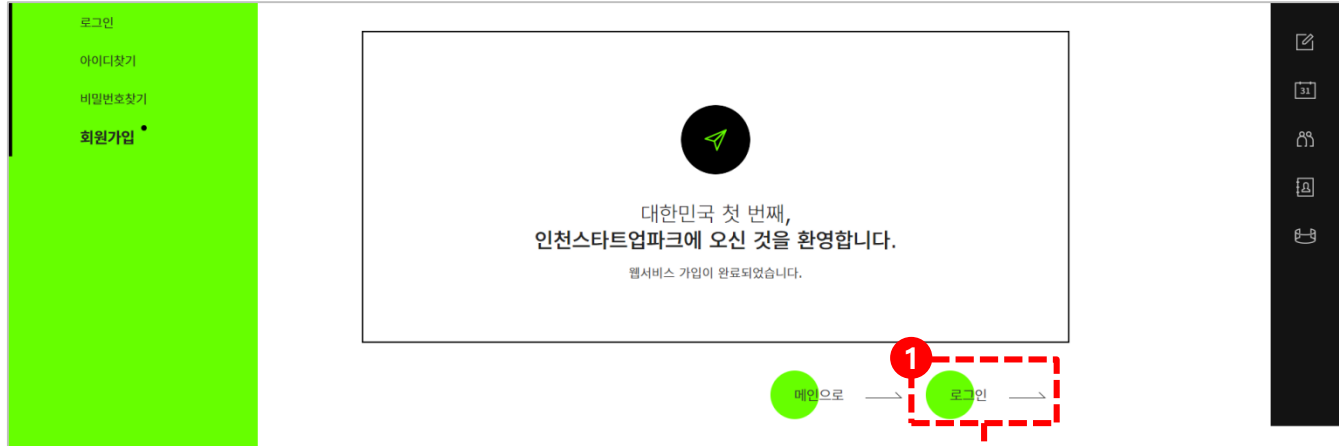 로그인
아이디찾기
비밀번호찾기
회원가입
대한민국 첫 번째,
인천스타트업파크에 오신 것을 환영합니다.
웹서비스 가입이 완료되었습니다.
1
메인으로
로그인
31